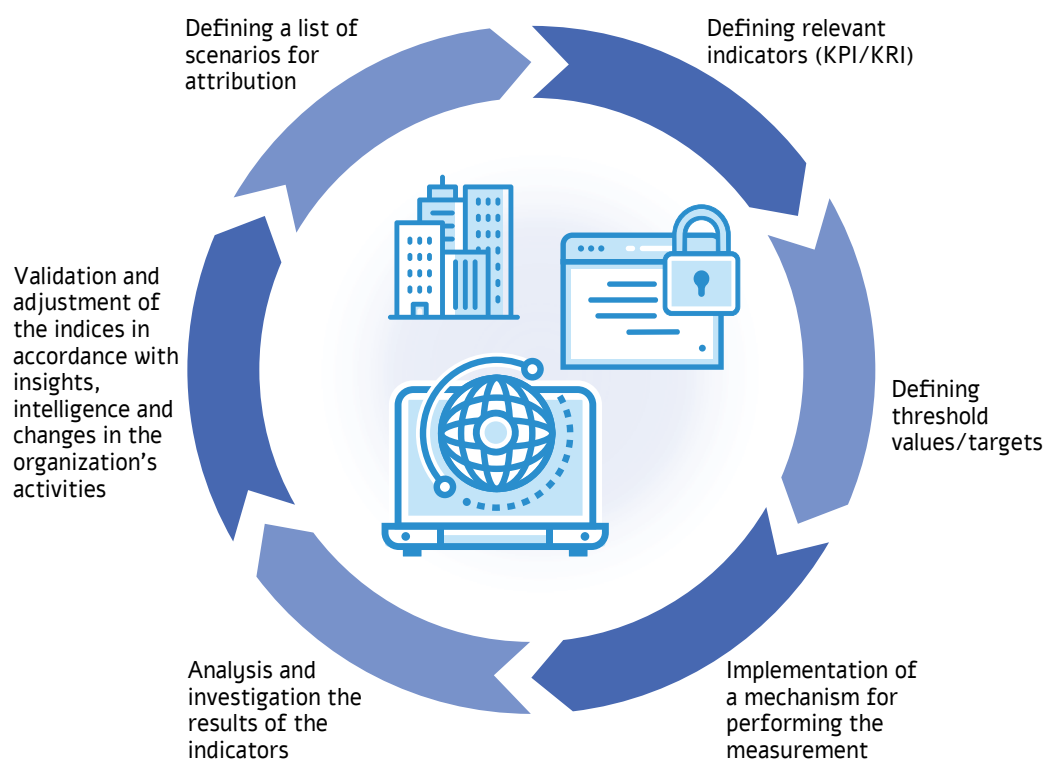 Defining a list of
scenarios for
attribution
Defining relevant
indicators (KPI/KRI)
Defining
threshold
values/targets
Implementation of
a mechanism for
performing the
measurement
Analysis and
investigation the
results of the
indicators
Validation and
adjustment of
the indices in
accordance with
insights,
intelligence and
changes in the
organization's
activities